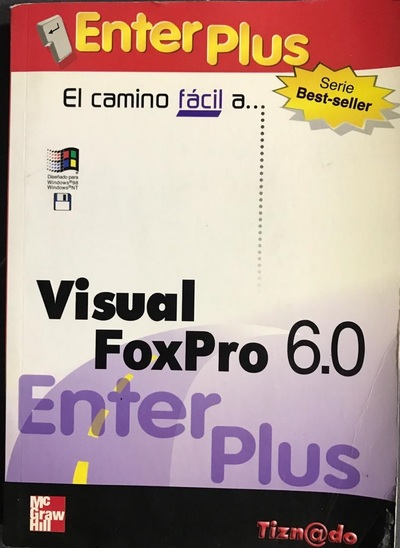 Enter Plus
El camino fácil a...
Serie
Best-seller
Diseñado para
Windows®98
Windows®NT
Visual
FoxPro 6.0
Enter
Plus
Mc
Graw
Hill
Tizn@do